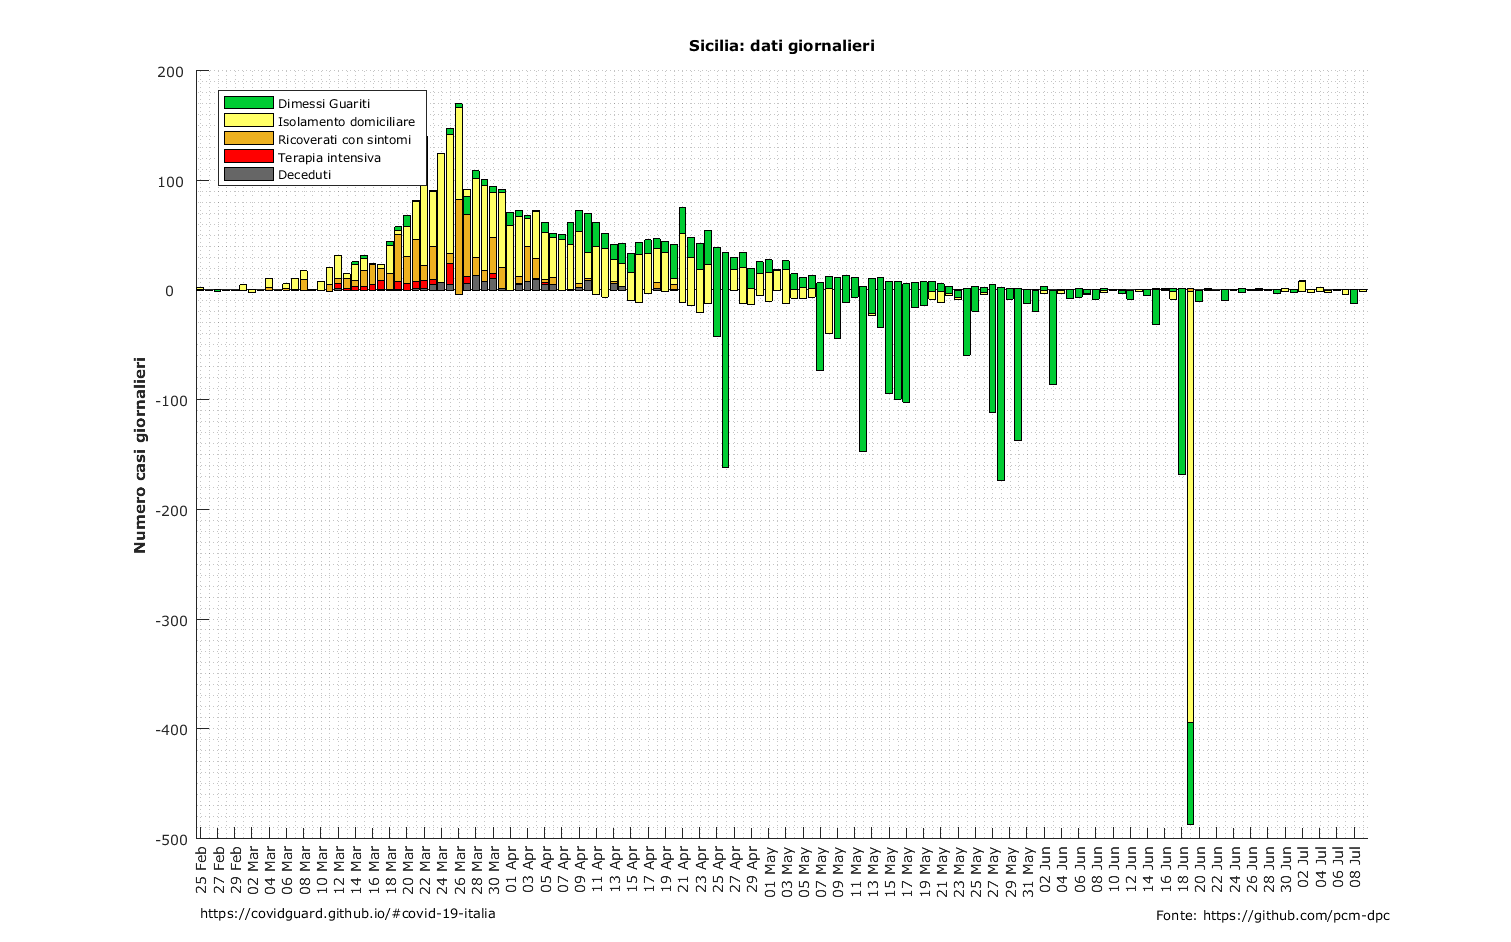 Sicilia: dati giornalieri
200
100
0
-100
-200
-300
-400
-500
Numero casi giornalieri
Dimessi Guariti
Isolamento domiciliare
Ricoverati con sintomi
Terapia intensiva
Deceduti
25 Feb
27 Feb
29 Feb
02 Mar
04 Mar
06 Mar
08 Mar
10 Mar
12 Mar
14 Mar
16 Mar
18 Mar
20 Mar
22 Mar
24 Mar
26 Mar
28 Mar
30 Mar
01 Apr
03 Apr
05 Apr
07 Apr
09 Apr
11 Apr
13 Apr
15 Apr
17 Apr
19 Apr
21 Apr
23 Apr
25 Apr
27 Apr
29 Apr
01 May
03 May
05 May
07 May
09 May
11 May
13 May
15 May
17 May
19 May
21 May
23 May
25 May
27 May
29 May
31 May
02 Jun
04 Jun
06 Jun
08 Jun
10 Jun
12 Jun
14 Jun
16 Jun
18 Jun
20 Jun
22 Jun
24 Jun
26 Jun
28 Jun
30 Jun
02 Jul
04 Jul
06 Jul
08 Jul
https://covidguard.github.io/#covid-19-italia
Fonte: https://github.com/pcm-dpc